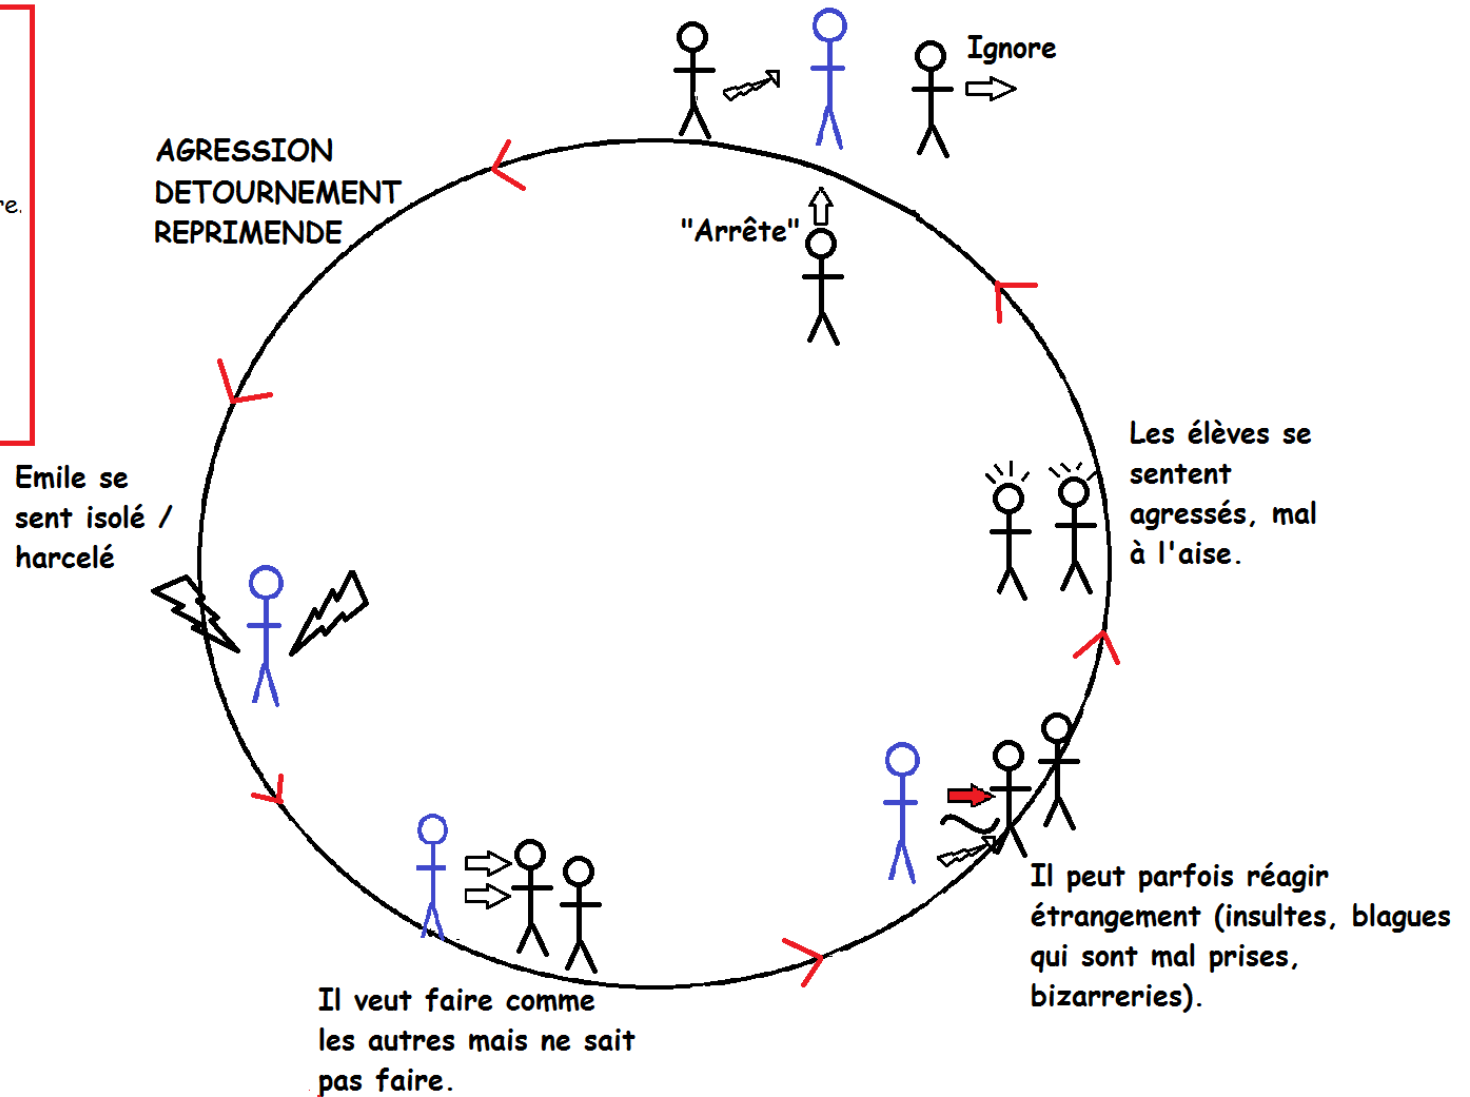 Ignore
AGRESSION
DETOURNEMENT
REPRIMENDE
re.
"Arrête"
Les élèves se
sentent
agressés, mal
à l'aise.
Emile se
sent isolé /
harcelé
Il peut parfois réagir
étrangement (insultes, blagues
qui sont mal prises,
bizarreries).
Il veut faire comme
les autres mais ne sait
pas faire.